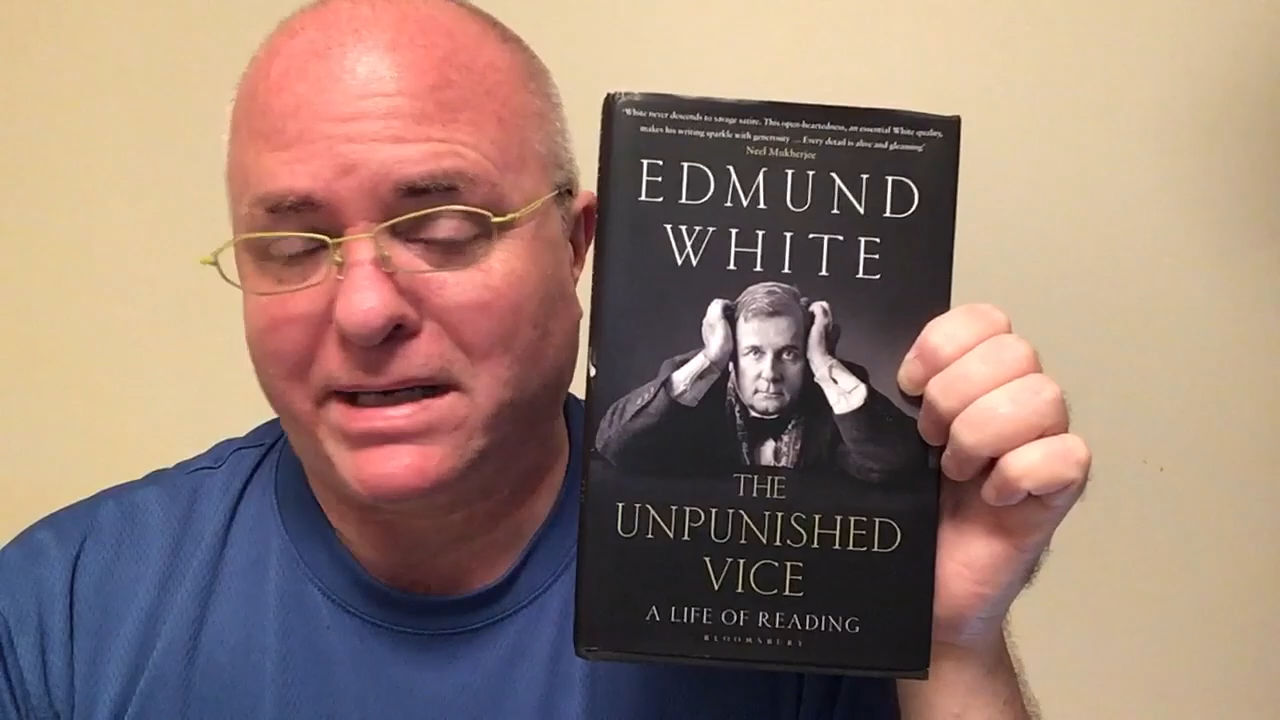 'White never descends to savage satire. This open-heartedness, an essential White quality,
makes his writing sparkle with generosity ... Every detail is alive and gleaming'
Neel Mukherjee
EDMUND
WHITE
THE
UNPUNISHED
VICE
A LIFE OF READING
BLOOMSBURY